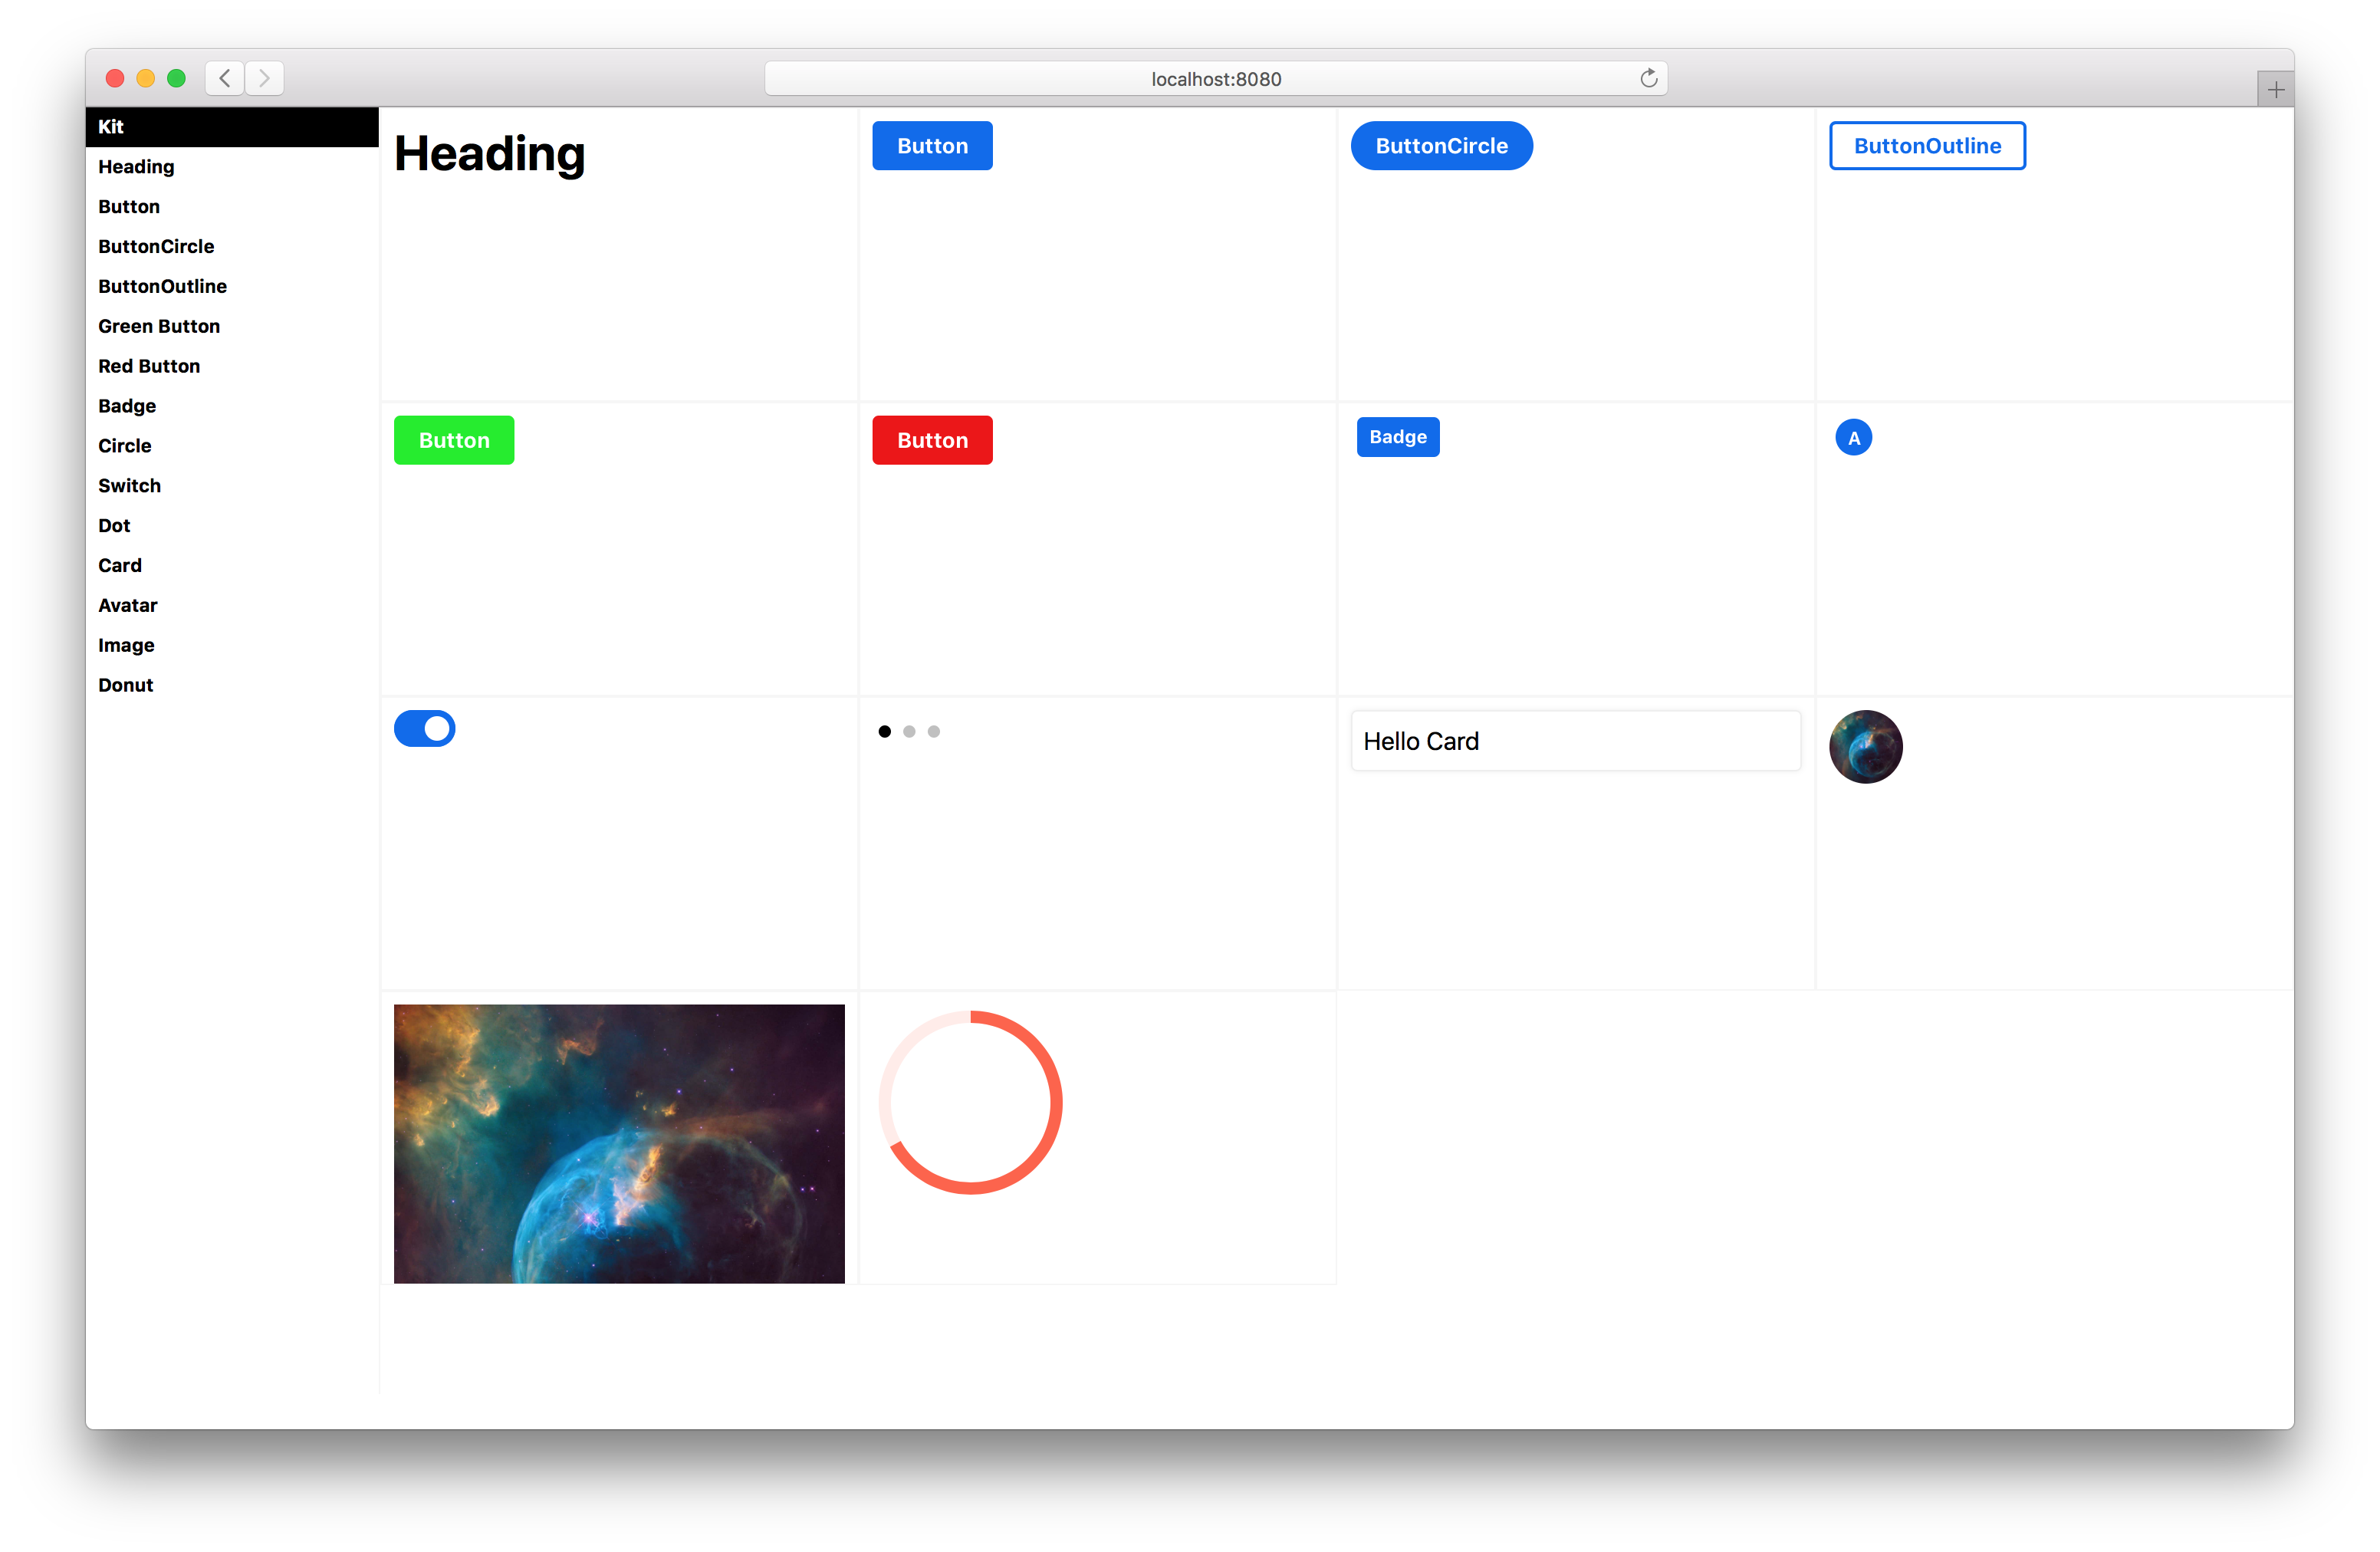 localhost:8080
Kit
Heading
Button
ButtonCircle
ButtonOutline
Green Button
Red Button
Badge
Circle
Switch
Dot
Card
Avatar
Image
Donut
Heading
Button
ButtonCircle
ButtonOutline
Button
Button
Badge
A
Hello Card